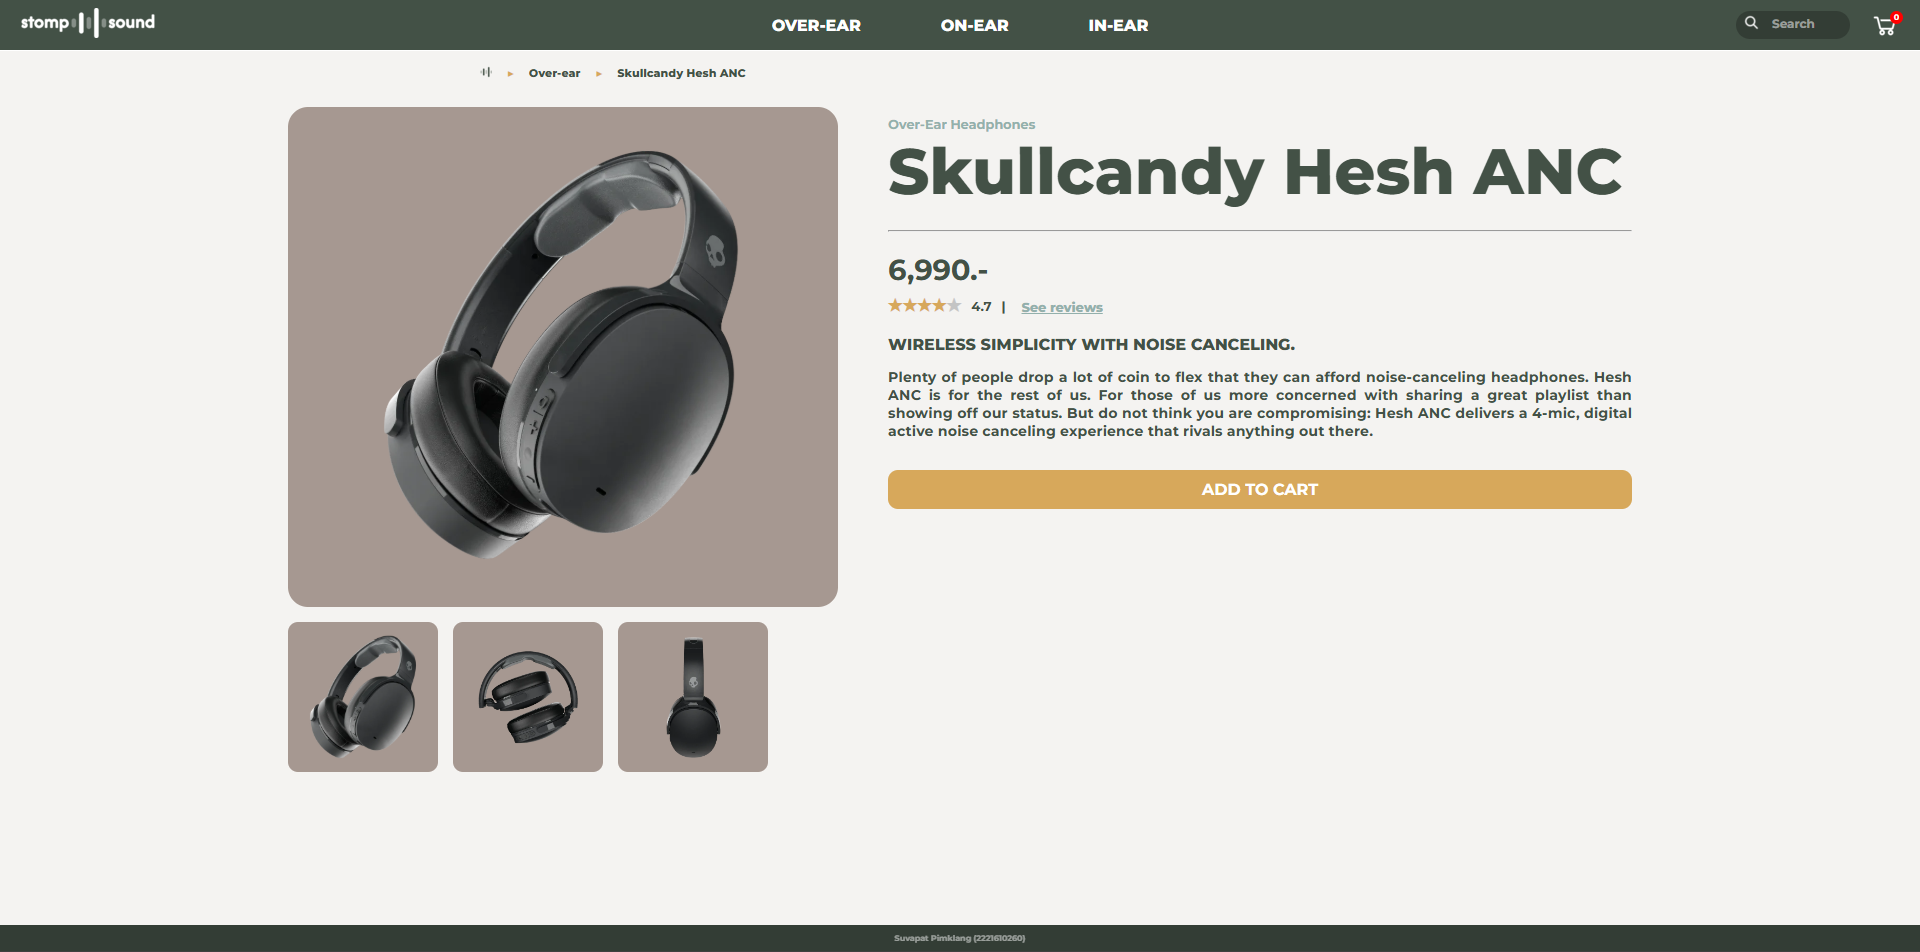 stomp sound
OVER-EAR
ON-EAR
IN-EAR
Search
0
Over-ear
Skullcandy Hesh ANC
Over-Ear Headphones
Skullcandy Hesh ANC
6,990.-
4.7 | See reviews
WIRELESS SIMPLICITY WITH NOISE CANCELING.
Plenty of people drop a lot of coin to flex that they can afford noise-canceling headphones. Hesh
ANC is for the rest of us. For those of us more concerned with sharing a great playlist than
showing off our status. But do not think you are compromising: Hesh ANC delivers a 4-mic, digital
active noise canceling experience that rivals anything out there.
ADD TO CART
Suvapat Pimklang (2221610260)